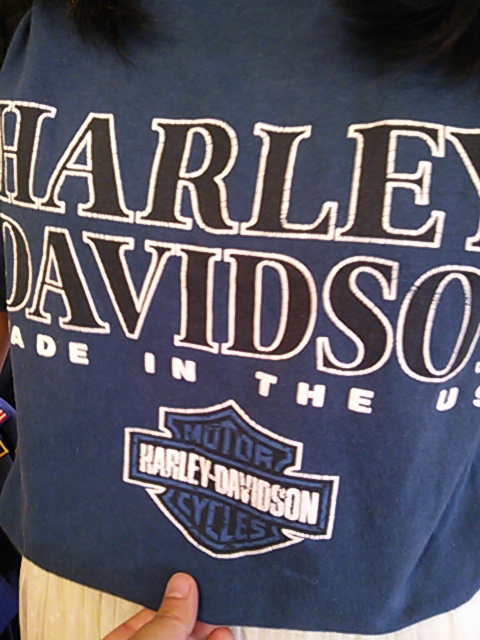 HARLEY
DAVIDSO
ADE IN THE US
MOTOR
HARLEY-DAVIDSON
CYCLES